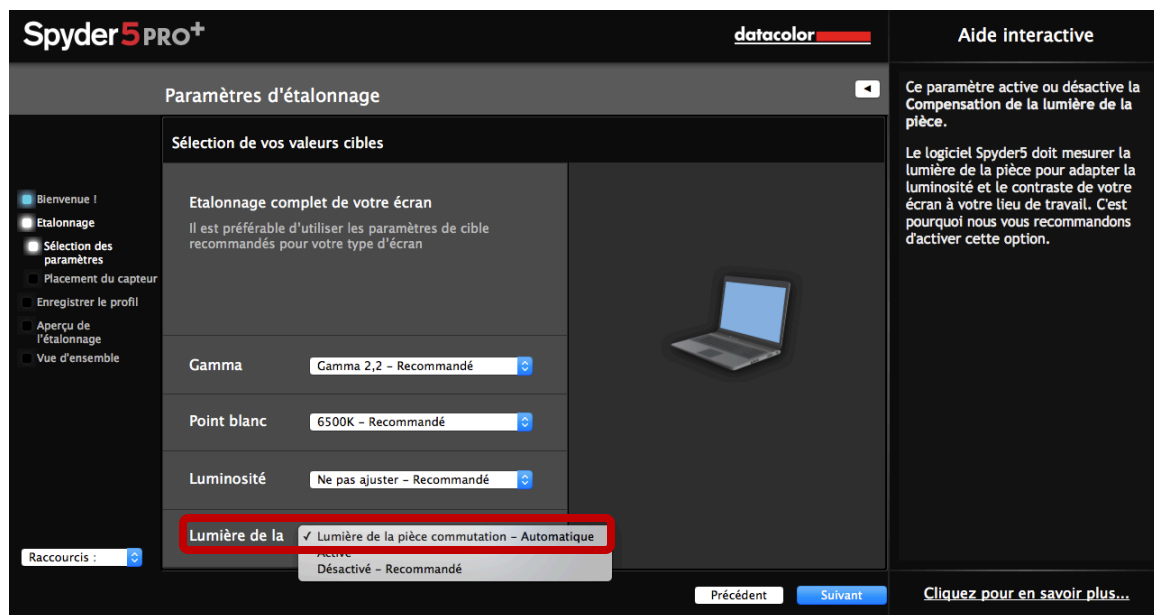 Spyder5PRO+
datacolor
Aide interactive
Paramètres d'étalonnage
Sélection de vos valeurs cibles
Bienvenue !
Etalonnage
Sélection des
paramètres
Placement du capteur
Enregistrer le profil
Aperçu de
l'étalonnage
Vue d'ensemble
Raccourcis :
Etalonnage complet de votre écran
Il est préférable d'utiliser les paramètres de cible
recommandés pour votre type d'écran
Gamma
Gamma 2,2 – Recommandé
Point blanc
6500K – Recommandé
Luminosité
Ne pas ajuster – Recommandé
Lumière de la
✓ Lumière de la pièce commutation – Automatique
Activé
Désactivé – Recommandé
Précédent
Suivant
Ce paramètre active ou désactive la
Compensation de la lumière de la
pièce.
Le logiciel Spyder5 doit mesurer la
lumière de la pièce pour adapter la
luminosité et le contraste de votre
écran à votre lieu de travail. C'est
pourquoi nous vous recommandons
d'activer cette option.
Cliquez pour en savoir plus...